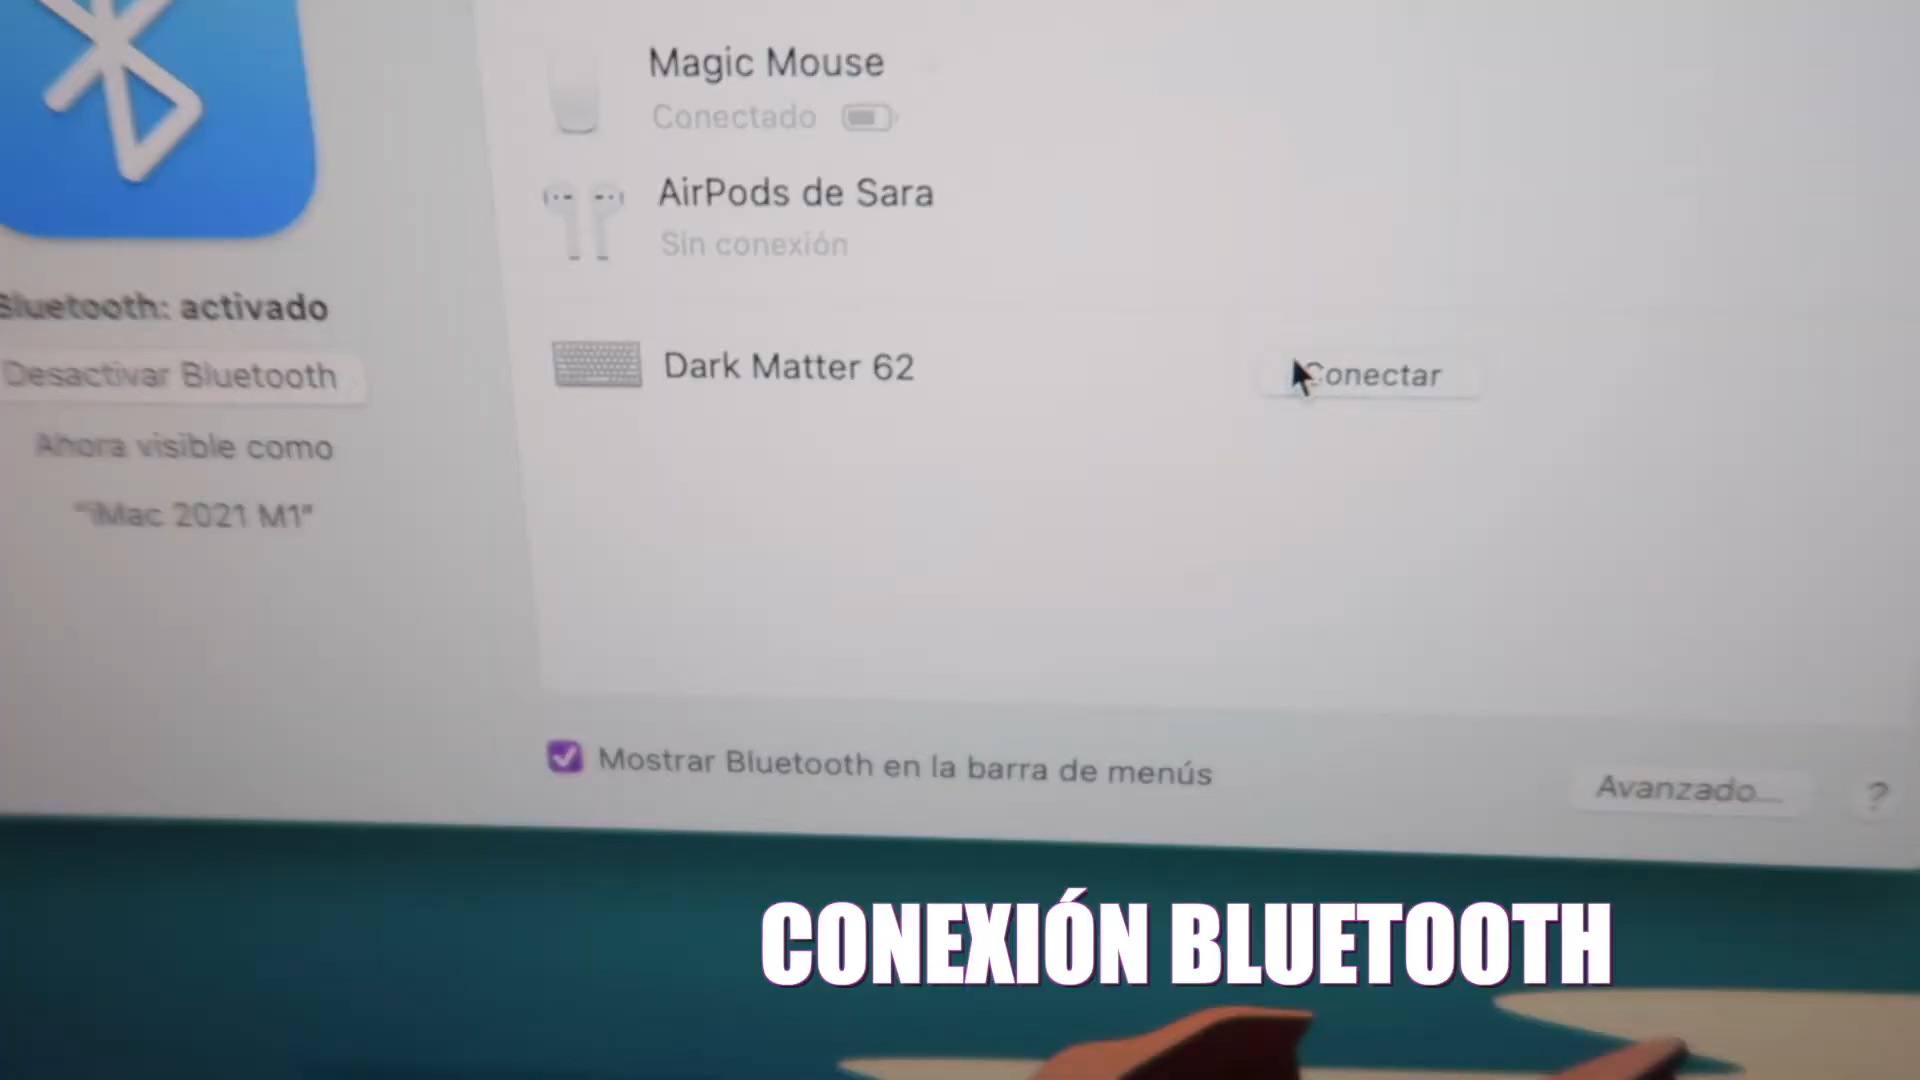 Magic Mouse
Conectado
AirPods de Sara
Sin conexión
Bluetooth: activado
Desactivar Bluetooth
Ahora visible como
"iMac 2021 M1"
Dark Matter 62
Conectar
Mostrar Bluetooth en la barra de menús
Avanzado...
?
CONEXIÓN BLUETOOTH